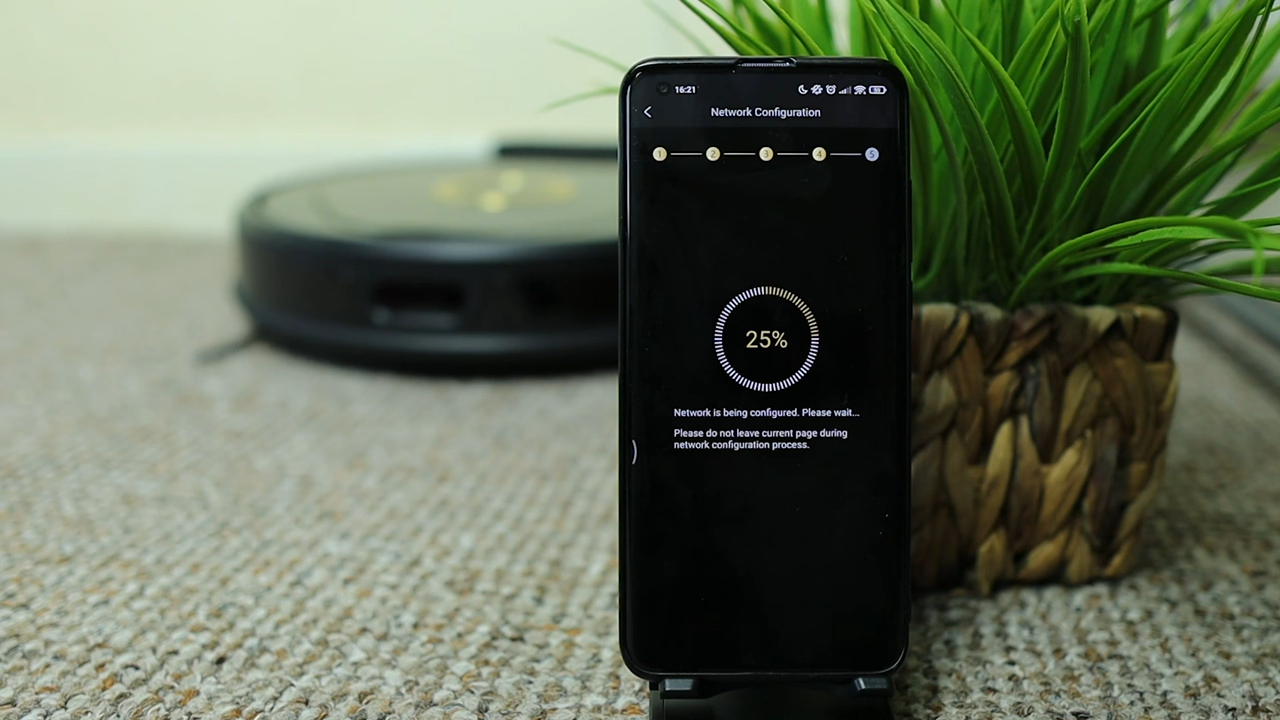 16:21
Network Configuration
1 2 3 4 5
25%
Network is being configured. Please wait...
Please do not leave current page during
network configuration process.